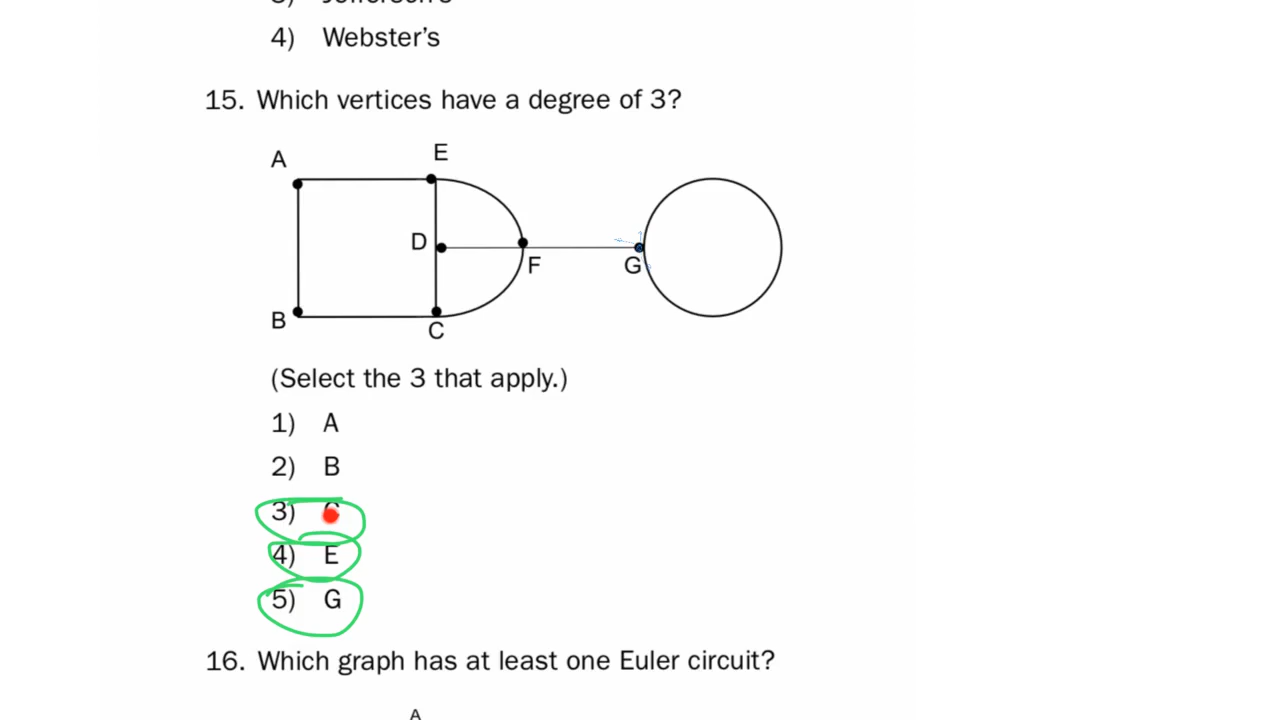 4) Webster's
15. Which vertices have a degree of 3?
A
E
D
F
G
B
C
(Select the 3 that apply.)
1) A
2) B
3)
4) E
5) G
16. Which graph has at least one Euler circuit?
A